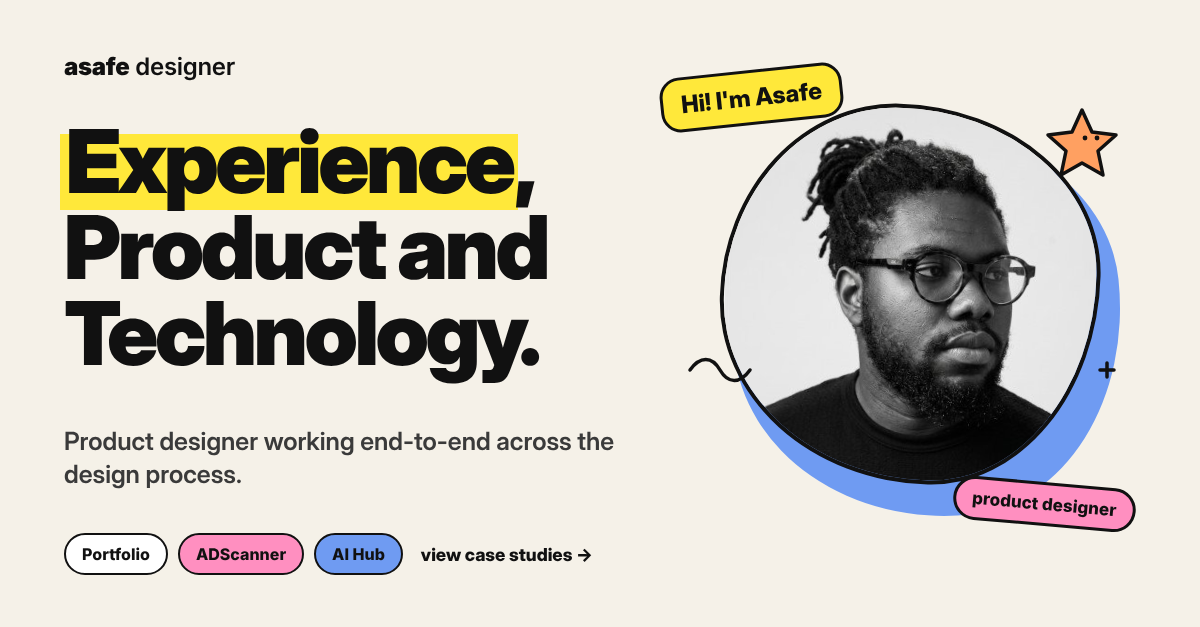 asafe designer
Hi! I'm Asafe
Experience,
Product and
Technology.
Product designer working end-to-end across the
design process.
product designer
Portfolio
ADScanner
AI Hub
view case studies →